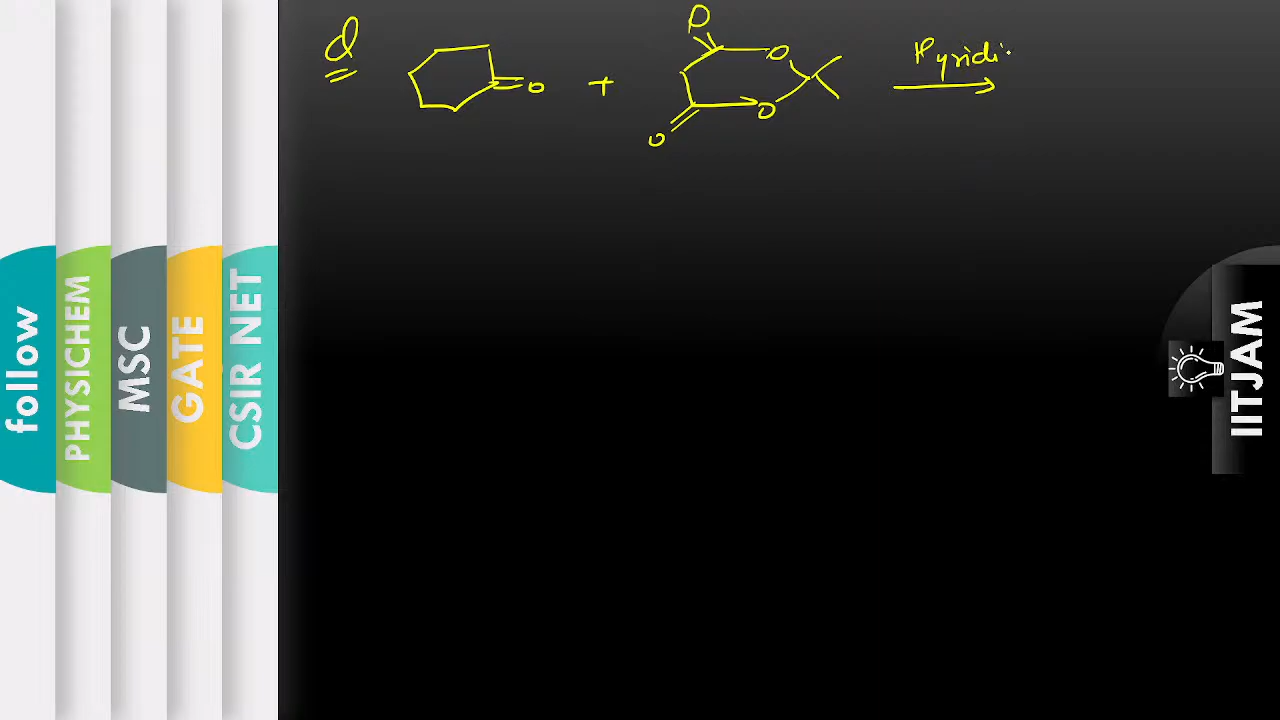 d
O
O
O
O
O
+
Pyridi
follow
PHYSICHEM
MSC
GATE
CSIR NET
IITJAM